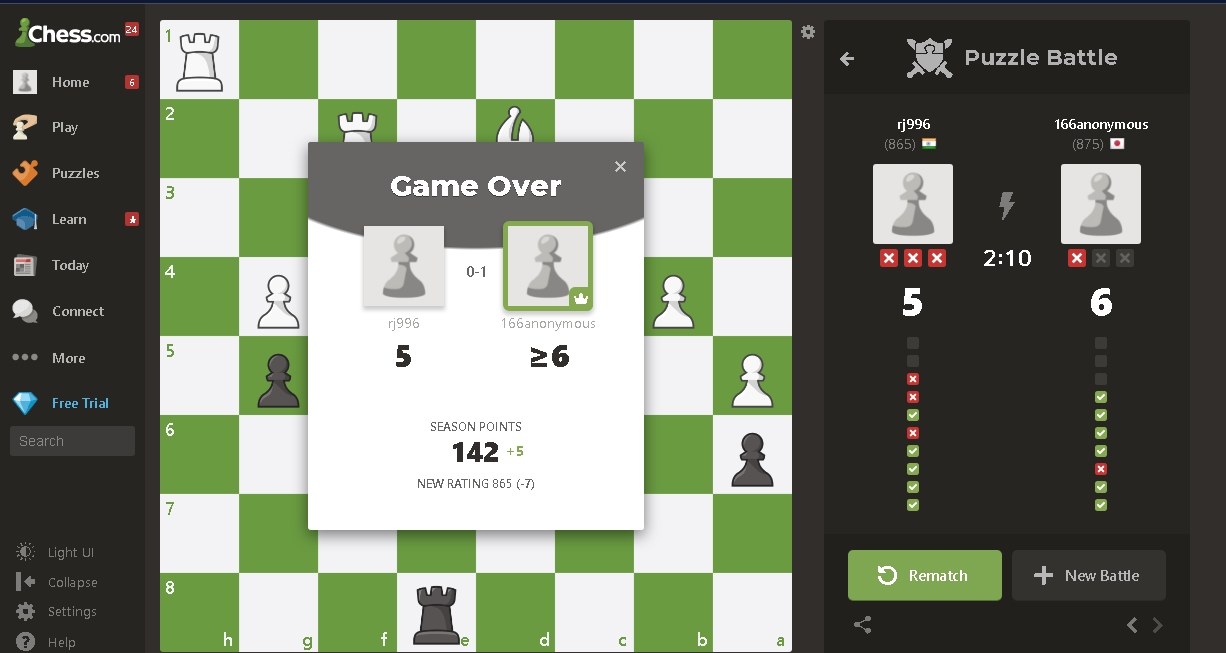 Chess.com 24
Home 6
Play
Puzzles
Learn
Today
Connect
More
Free Trial
Search
Light UI
Collapse
Settings
Help
1
2
3
4
5
6
7
8
h g f e d c b a
Game Over
0-1
rj996 166anonymous
5 ≥6
SEASON POINTS
142 +5
NEW RATING 865 (-7)
Puzzle Battle
rj996 166anonymous
(865) (875)
2:10
5 6
Rematch New Battle